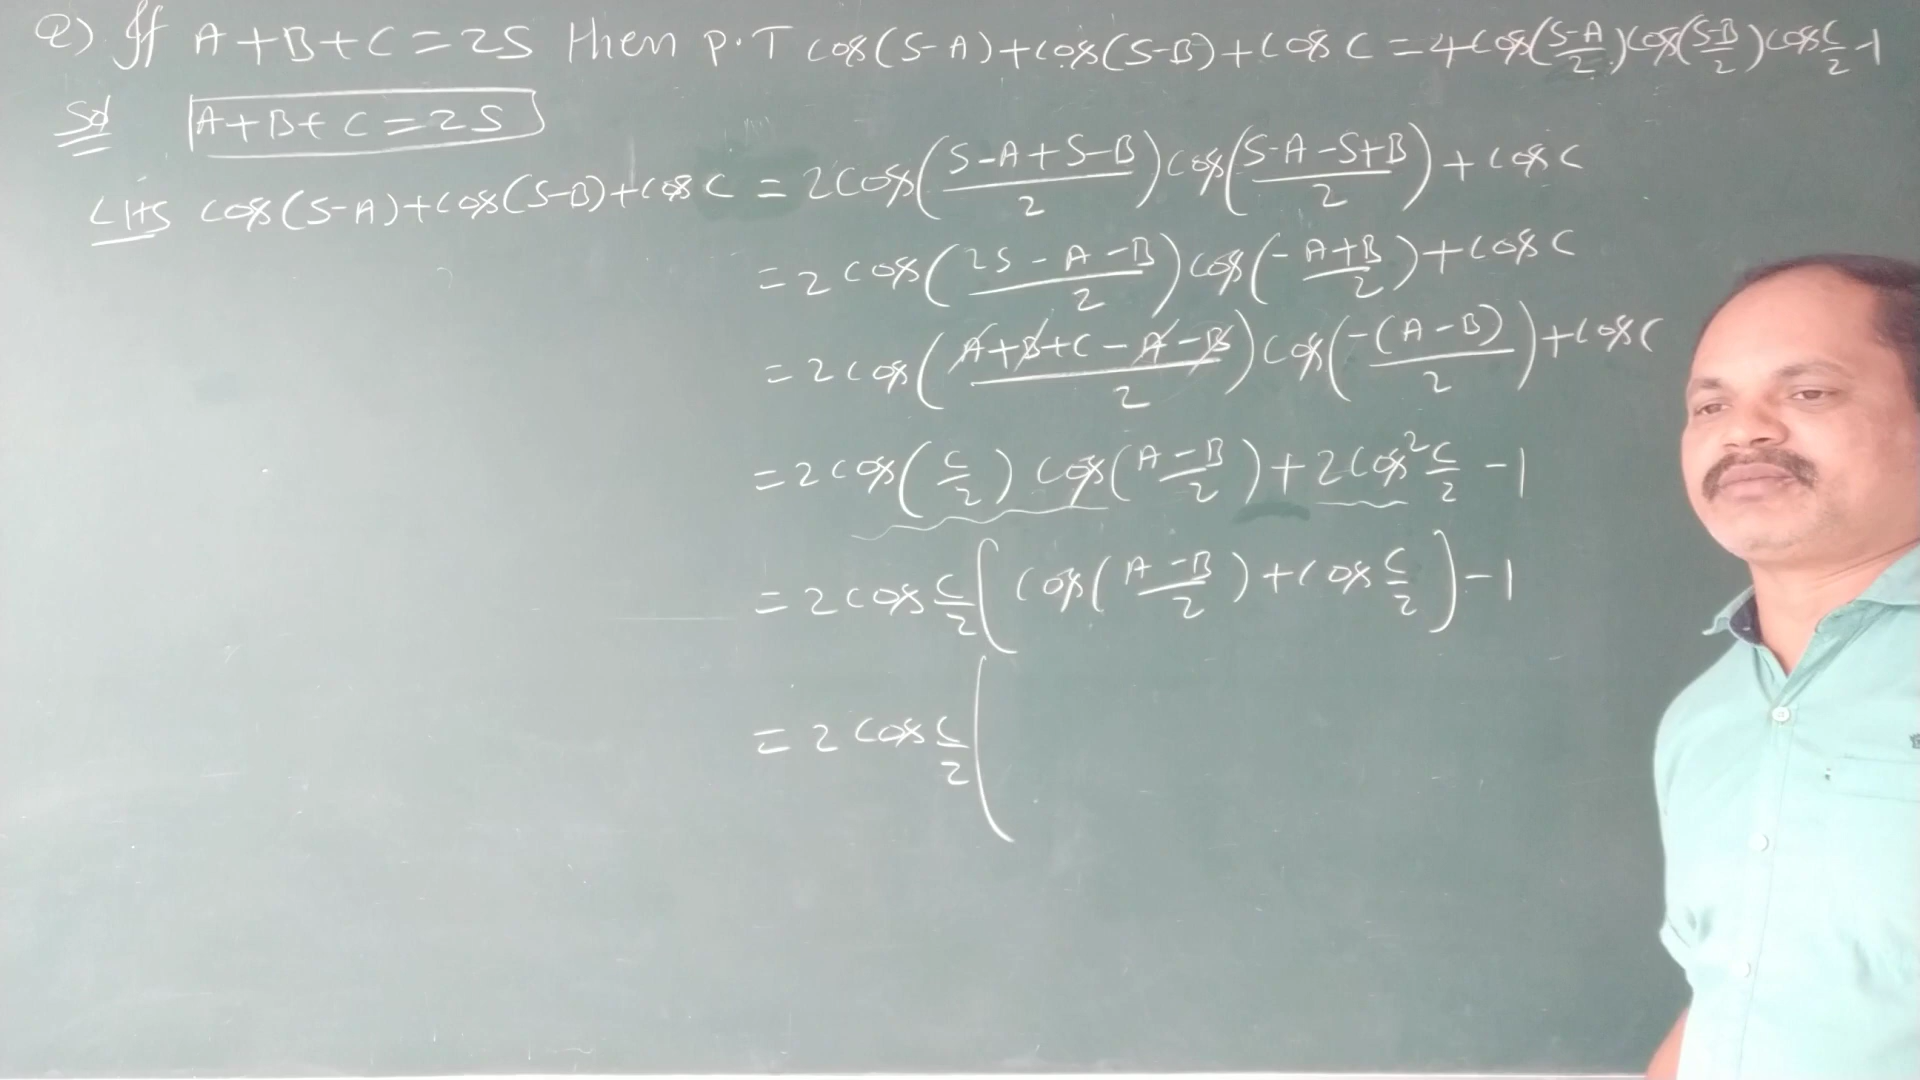 Q) If A+B+C=2S then P.T cos(S-A)+cos(S-B)+cos C = 4cos(S-A/2)cos(S-B/2)cos C/2 -1
Sol A+B+C=2S
LHS cos(S-A)+cos(S-B)+cos C = 2cos(S-A+S-B/2)cos(S-A-S+B/2)+cos C
= 2cos(2S-A-B/2)cos(-A+B/2)+cos C
= 2cos(A+B+C-A-B/2)cos(-(A-B)/2)+cos C
= 2cos(C/2)cos(A-B/2)+2cos²C/2 -1
= 2cos C/2(cos(A-B/2)+cos C/2)-1
= 2cos C/2(